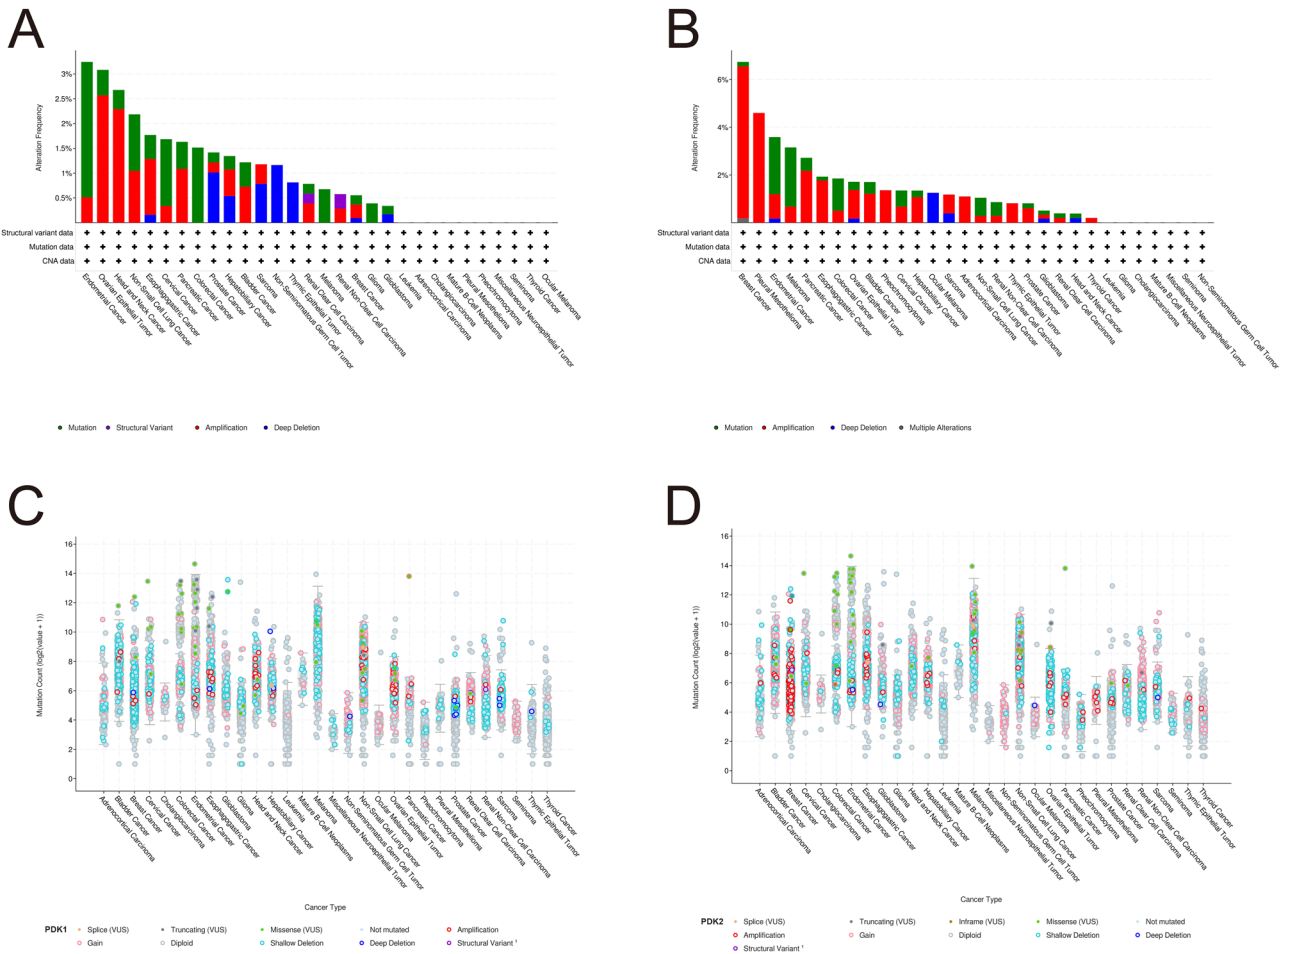 A
3%
2.5%
2%
1.5%
1%
0.5%
Alteration Frequency
Structural variant data
Mutation data
CNA data
Endometrial Cancer
Ovarian Epithelial Tumor
Head and Neck Cancer
Non-Small Cell Lung Cancer
Esophagogastric Cancer
Cervical Cancer
Pancreatic Cancer
Colorectal Cancer
Prostate Cancer
Hepatobiliary Cancer
Bladder Cancer
Sarcoma
Non-Seminomatous Germ Cell Tumor
Thymic Epithelial Tumor
Renal Clear Cell Carcinoma
Melanoma
Renal Non-Clear Cell Carcinoma
Breast Cancer
Glioma
Glioblastoma
Leukemia
Adrenocortical Carcinoma
Cholangiocarcinoma
Mature B-Cell Neoplasms
Pleural Mesothelioma
Pheochromocytoma
Miscellaneous Neuroepithelial Tumor
Seminoma
Thyroid Cancer
Ocular Melanoma
Mutation
Structural Variant
Amplification
Deep Deletion
B
6%
4%
2%
Alteration Frequency
Structural variant data
Mutation data
CNA data
Breast Cancer
Pleural Mesothelioma
Endometrial Cancer
Melanoma
Pancreatic Cancer
Esophagogastric Cancer
Colorectal Cancer
Ovarian Epithelial Tumor
Bladder Cancer
Pheochromocytoma
Cervical Cancer
Hepatobiliary Cancer
Ocular Melanoma
Sarcoma
Adrenocortical Carcinoma
Non-Small Cell Lung Cancer
Renal Non-Clear Cell Carcinoma
Thymic Epithelial Tumor
Prostate Cancer
Glioblastoma
Renal Clear Cell Carcinoma
Head and Neck Cancer
Thyroid Cancer
Leukemia
Glioma
Cholangiocarcinoma
Mature B-Cell Neoplasms
Miscellaneous Neuroepithelial Tumor
Seminoma
Non-Seminomatous Germ Cell Tumor
Mutation
Amplification
Deep Deletion
Multiple Alterations
C
16
14
12
10
8
6
4
2
0
Mutation Count (log2(value + 1))
Adrenocortical Carcinoma
Bladder Cancer
Breast Cancer
Cervical Cancer
Cholangiocarcinoma
Colorectal Cancer
Endometrial Cancer
Esophagogastric Cancer
Glioblastoma
Glioma
Head and Neck Cancer
Hepatobiliary Cancer
Leukemia
Mature B-Cell Neoplasms
Melanoma
Miscellaneous Neuroepithelial Tumor
Non-Seminomatous Germ Cell Tumor
Non-Small Cell Lung Cancer
Ocular Melanoma
Ovarian Epithelial Tumor
Pancreatic Cancer
Pheochromocytoma
Pleural Mesothelioma
Prostate Cancer
Renal Clear Cell Carcinoma
Renal Non-Clear Cell Carcinoma
Sarcoma
Seminoma
Thymic Epithelial Tumor
Thyroid Cancer
Cancer Type
PDK1
Splice (VUS)
Truncating (VUS)
Missense (VUS)
Not mutated
Amplification
Gain
Diploid
Shallow Deletion
Deep Deletion
Structural Variant ¹
D
16
14
12
10
8
6
4
2
0
Mutation Count (log2(value + 1))
Adrenocortical Carcinoma
Bladder Cancer
Breast Cancer
Cervical Cancer
Cholangiocarcinoma
Colorectal Cancer
Endometrial Cancer
Esophagogastric Cancer
Glioblastoma
Glioma
Head and Neck Cancer
Hepatobiliary Cancer
Leukemia
Mature B-Cell Neoplasms
Melanoma
Miscellaneous Neuroepithelial Tumor
Non-Seminomatous Germ Cell Tumor
Non-Small Cell Lung Cancer
Ocular Melanoma
Ovarian Epithelial Tumor
Pancreatic Cancer
Pheochromocytoma
Pleural Mesothelioma
Prostate Cancer
Renal Clear Cell Carcinoma
Renal Non-Clear Cell Carcinoma
Sarcoma
Seminoma
Thymic Epithelial Tumor
Thyroid Cancer
Cancer Type
PDK2
Splice (VUS)
Truncating (VUS)
Inframe (VUS)
Missense (VUS)
Not mutated
Amplification
Gain
Diploid
Shallow Deletion
Deep Deletion
Structural Variant ¹